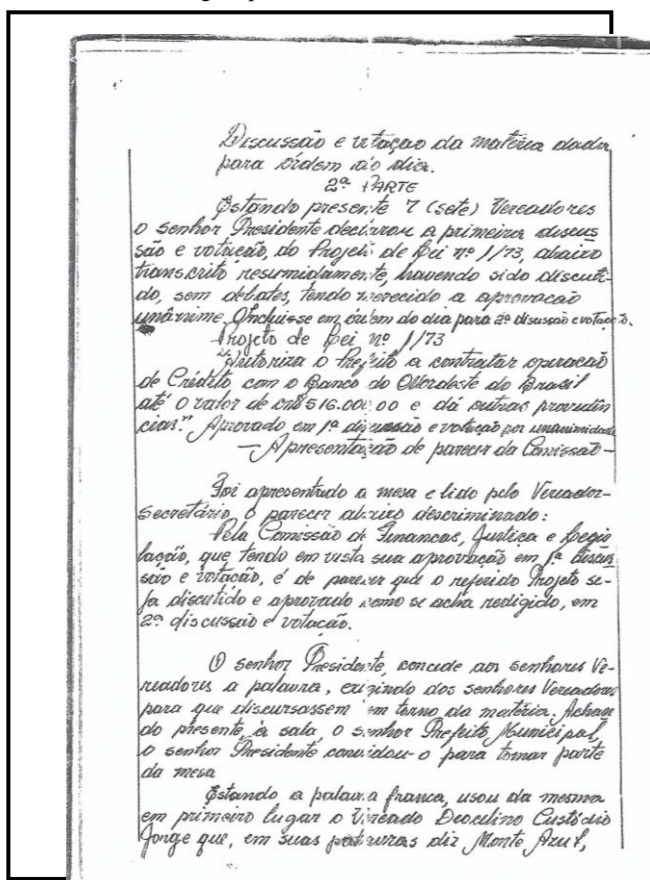 Discussão e votação da matéria dada
para órdem do dia.
2ª PARTE
Estando presente 7 (sete) Vereadores
o senhor Presidente declarou a primeira discus
são e votação, do Projeto de Lei nº 1/73, abaixo
transcrito resumidamente, havendo sido discuti-
do, sem debates, tendo merecido a aprovação
unânime. Inclui-se em órdem do dia para 2ª discussão e votação.
Projeto de Lei nº 1/73
"Autoriza o Prefeito a contratar operação
de Crédito com o Banco do Nordeste do Brasil
até o valor de cr$ 516.000,00 e dá outras providên
cias." Aprovado em 1ª discussão e votação por unanimidade
— Apresentação de parecer da Comissão —
Foi apresentado a mesa e lido pelo Vereador-
Secretário, o parecer abaixo descriminado:
Pela Comissão de Financas, Justiça e Legis
lação, que tendo em vista sua aprovação em 1ª discus
são e votação, é de parecer que o referido Projeto se-
ja discutido e aprovado como se acha redigido, em
2ª discussão e votação.
O senhor Presidente, concede aos senhores Ve-
readores a palavra, exigindo dos senhores Vereadores
para que discursassem em torno da matéria. Achan
do presente, à sala, o senhor Prefeito Municipal,
o senhor Presidente convidou-o para tomar parte
da mesa
Estando a palavra franca, usou da mesma
em primeiro lugar o Vireado Deocelino Custódio
Jorge que, em suas palavras diz Monte Azul,